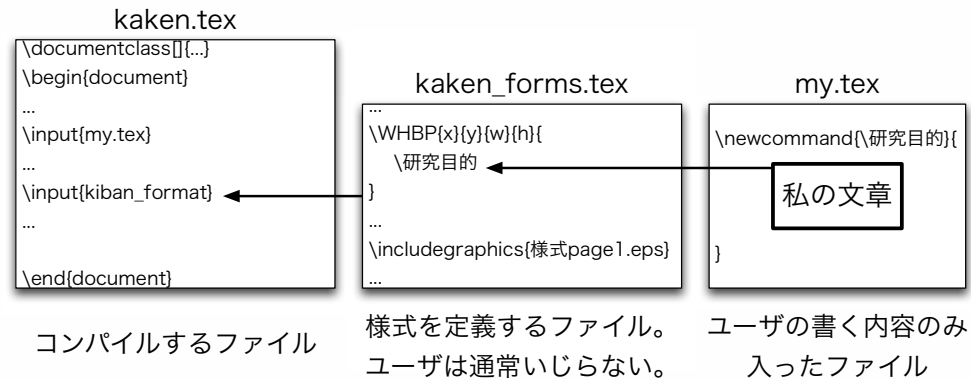 kaken.tex
\documentclass[]{...}
\begin{document}
...
\input{my.tex}
...
\input{kiban_format}
...
\end{document}
コンパイルするファイル
kaken_forms.tex
...
\WHBP{x}{y}{w}{h}{
\研究目的
}
...
\includegraphics{様式page1.eps}
...
様式を定義するファイル。
ユーザは通常いじらない。
my.tex
\newcommand{\研究目的}{
私の文章
}
ユーザの書く内容のみ
入ったファイル